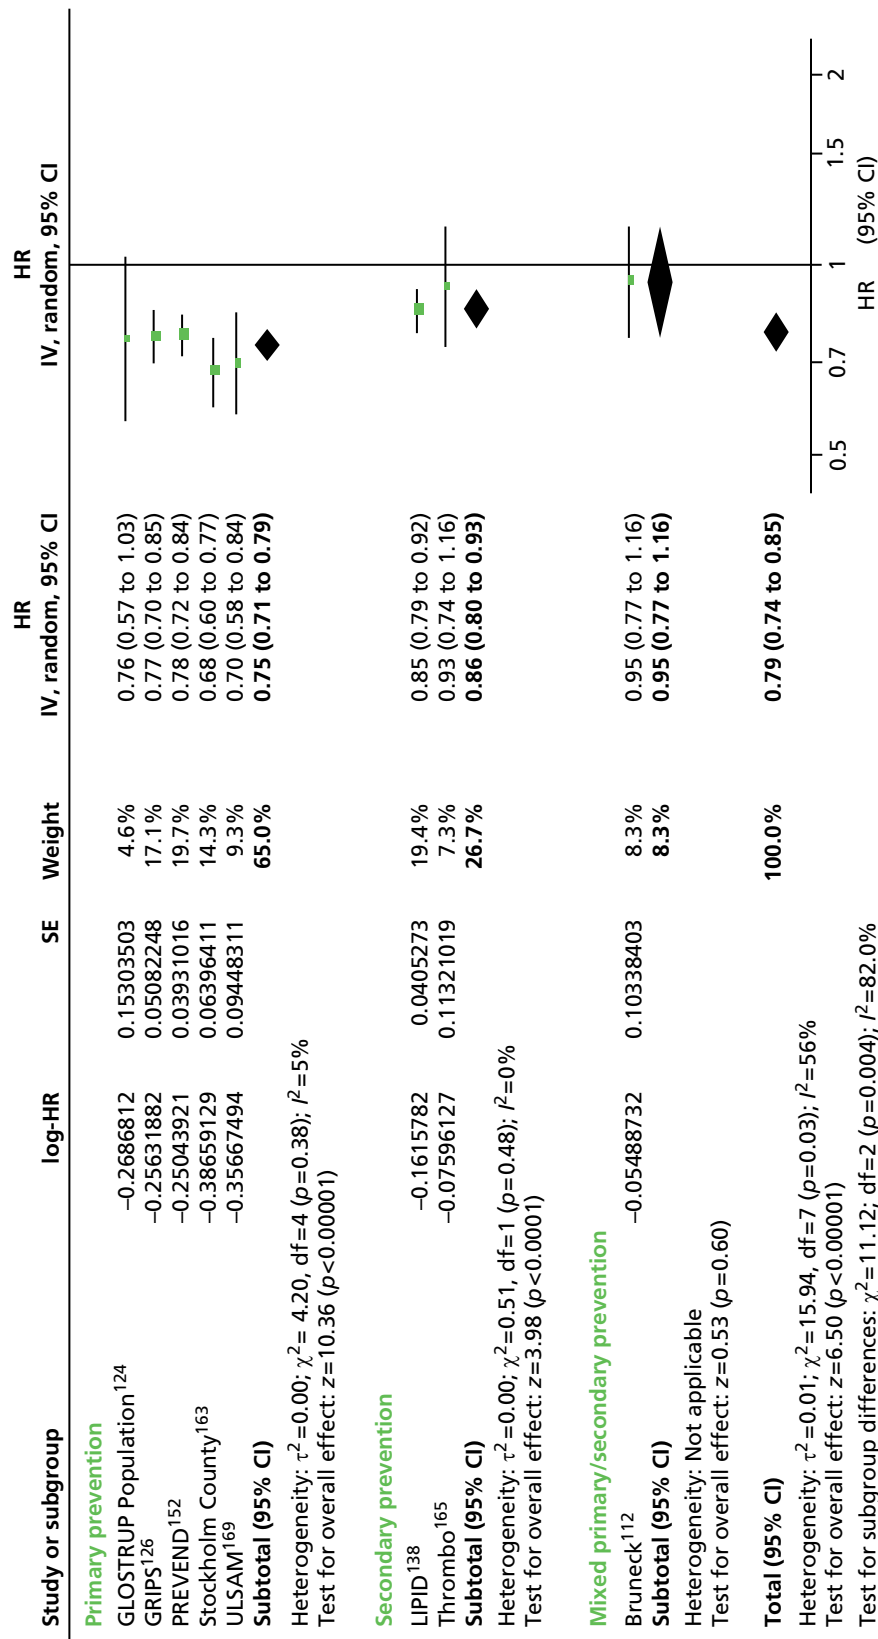 Study or subgroup log-HR SE Weight HR IV, random, 95% CI HR IV, random, 95% CI
Primary prevention
GLOSTRUP Population124 –0.2686812 0.15303503 4.6% 0.76 (0.57 to 1.03)
GRIPS126 –0.25631882 0.05082248 17.1% 0.77 (0.70 to 0.85)
PREVEND152 –0.25043921 0.03931016 19.7% 0.78 (0.72 to 0.84)
Stockholm County163 –0.38659129 0.06396411 14.3% 0.68 (0.60 to 0.77)
ULSAM169 –0.35667494 0.09448311 9.3% 0.70 (0.58 to 0.84)
Subtotal (95% CI) 65.0% 0.75 (0.71 to 0.79)
Heterogeneity: τ2=0.00; χ2= 4.20, df=4 (p=0.38); I2=5%
Test for overall effect: z=10.36 (p<0.00001)
Secondary prevention
LIPID138 –0.1615782 0.0405273 19.4% 0.85 (0.79 to 0.92)
Thrombo165 –0.07596127 0.11321019 7.3% 0.93 (0.74 to 1.16)
Subtotal (95% CI) 26.7% 0.86 (0.80 to 0.93)
Heterogeneity: τ2=0.00; χ2=0.51, df=1 (p=0.48); I2=0%
Test for overall effect: z=3.98 (p<0.0001)
Mixed primary/secondary prevention
Bruneck112 –0.05488732 0.10338403 8.3% 0.95 (0.77 to 1.16)
Subtotal (95% CI) 8.3% 0.95 (0.77 to 1.16)
Heterogeneity: Not applicable
Test for overall effect: z=0.53 (p=0.60)
Total (95% CI) 100.0% 0.79 (0.74 to 0.85)
Heterogeneity: τ2=0.01; χ2=15.94, df=7 (p=0.03); I2=56%
Test for overall effect: z=6.50 (p<0.00001)
Test for subgroup differences: χ2=11.12; df=2 (p=0.004); I2=82.0%
0.5 0.7 1 1.5 2
HR (95% CI)